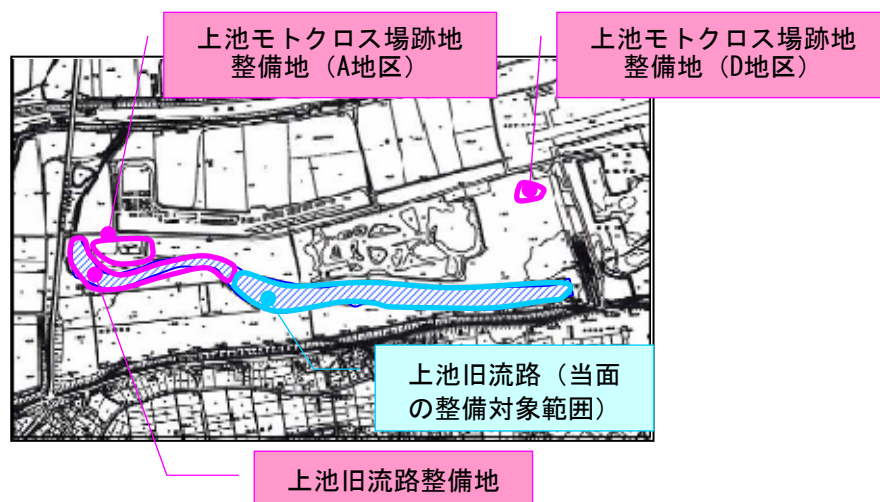 上池モトクロス場跡地
整備地（A地区）
上池モトクロス場跡地
整備地（D地区）
上池旧流路（当面
の整備対象範囲）
上池旧流路整備地